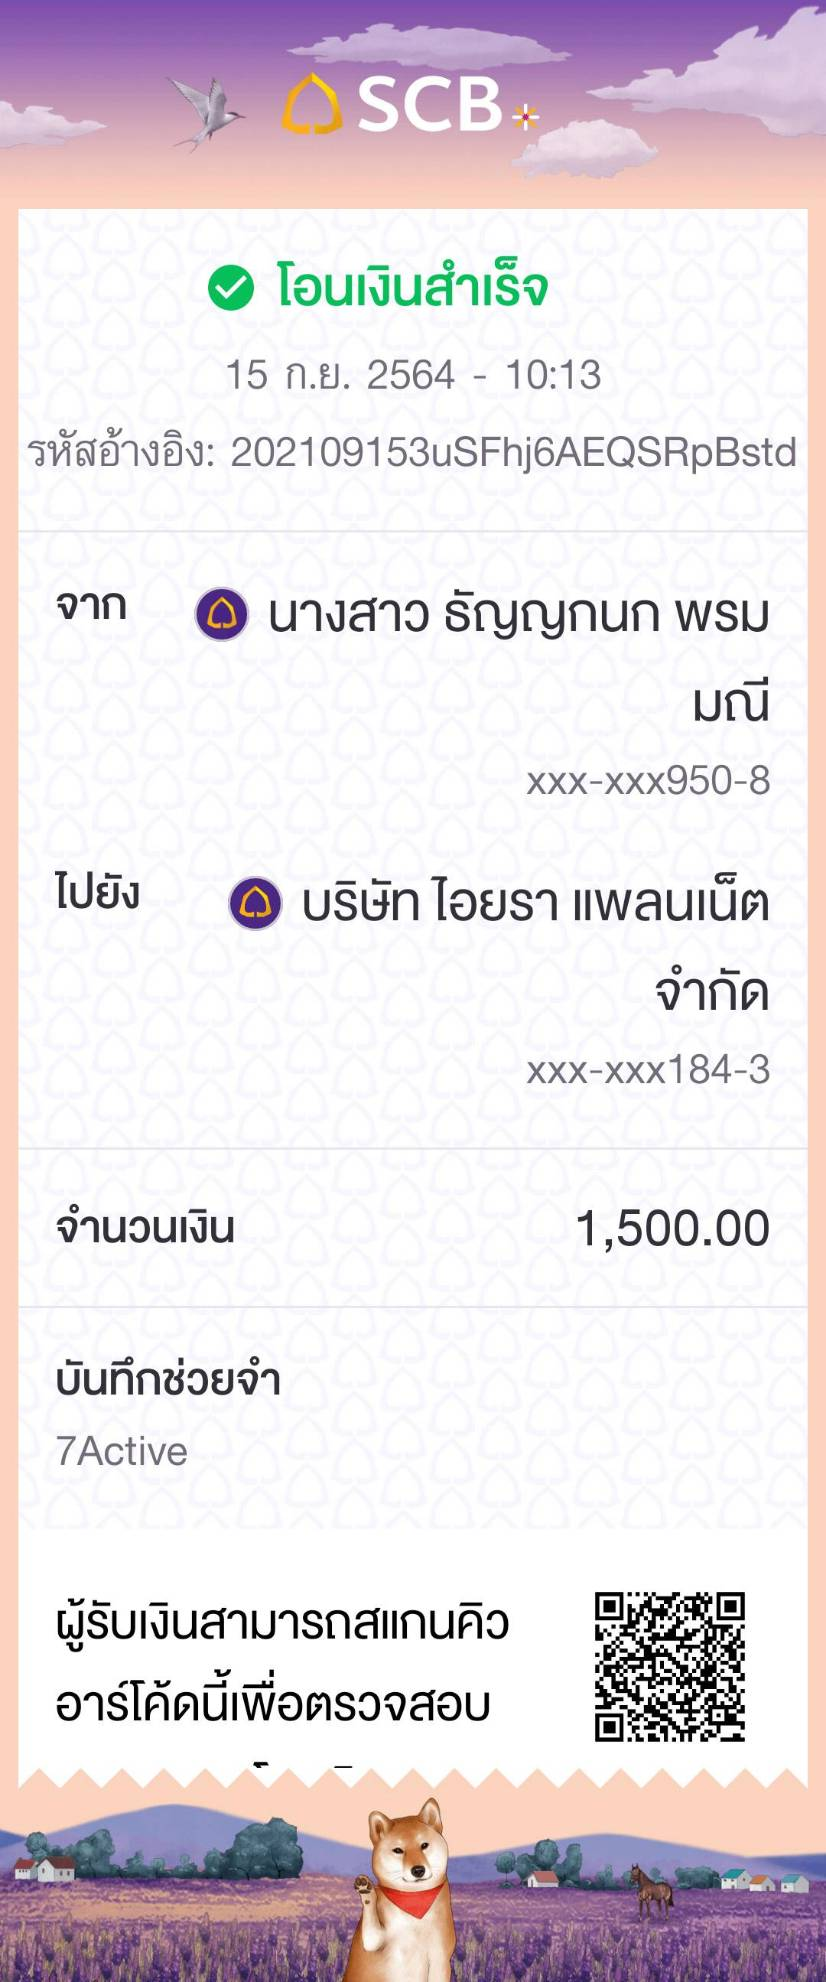 SCB
โอนเงินสำเร็จ
15 ก.ย. 2564 - 10:13
รหัสอ้างอิง: 202109153uSFhj6AEQSRpBstd
จาก นางสาว ธัญญกนก พรม
มณี
xxx-xxx950-8
ไปยัง บริษัท ไอยรา แพลนเน็ต
จำกัด
xxx-xxx184-3
จำนวนเงิน 1,500.00
บันทึกช่วยจำ
7Active
ผู้รับเงินสามารถสแกนคิว
อาร์โค้ดนี้เพื่อตรวจสอบ